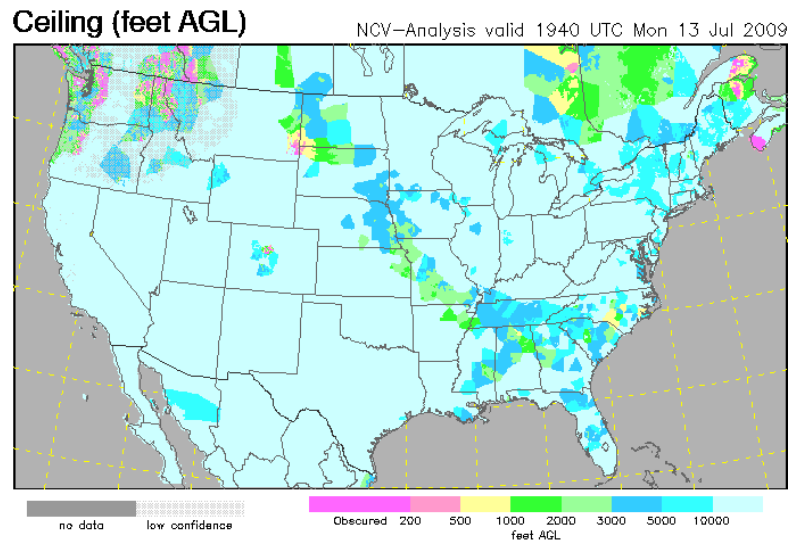 Ceiling (feet AGL)
NCV-Analysis valid 1940 UTC Mon 13 Jul 2009
no data
low confidence
Obscured 200 500 1000 2000 3000 5000 10000
feet AGL